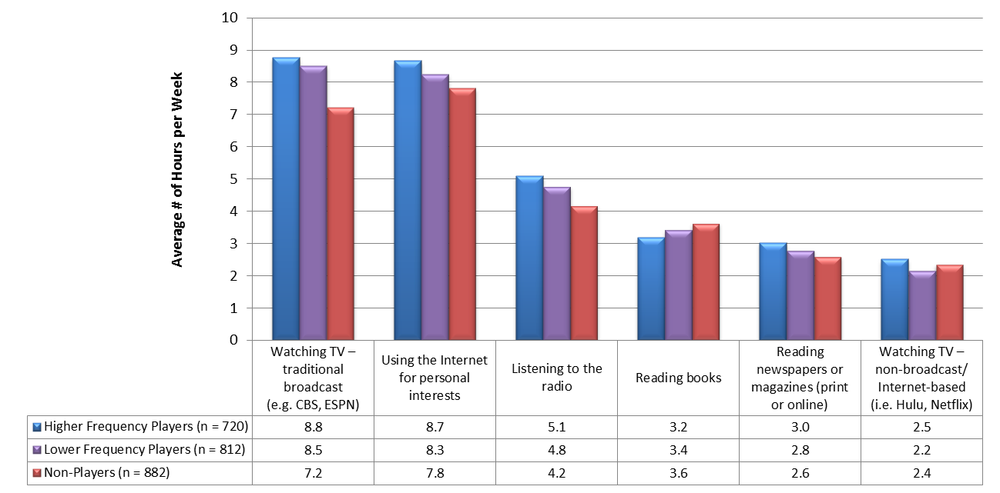 10
9
8
7
6
5
4
3
2
1
0
Average # of Hours per Week
Watching TV –
traditional
broadcast
(e.g. CBS, ESPN)
Using the Internet
for personal
interests
Listening to the
radio
Reading books
Reading
newspapers or
magazines (print
or online)
Watching TV –
non-broadcast/
Internet-based
(i.e. Hulu, Netflix)
Higher Frequency Players (n = 720) 8.8 8.7 5.1 3.2 3.0 2.5
Lower Frequency Players (n = 812) 8.5 8.3 4.8 3.4 2.8 2.2
Non-Players (n = 882) 7.2 7.8 4.2 3.6 2.6 2.4